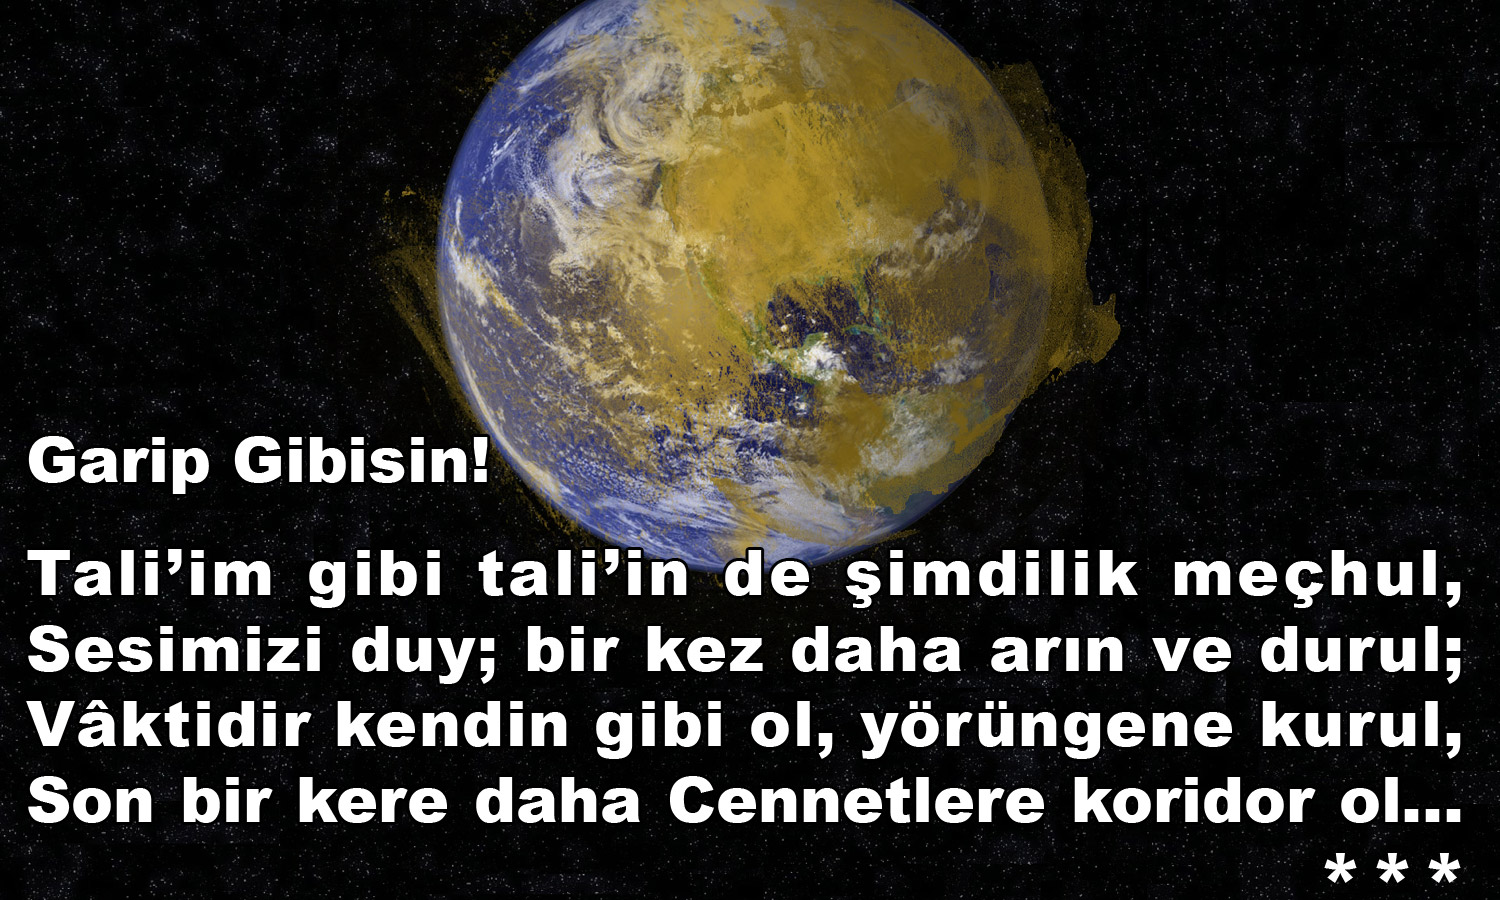 Garip Gibisin!
Tali’im gibi tali’in de şimdilik meçhul,
Sesimizi duy; bir kez daha arın ve durul;
Vâktidir kendin gibi ol, yörüngene kurul,
Son bir kere daha Cennetlere koridor ol...
* * *